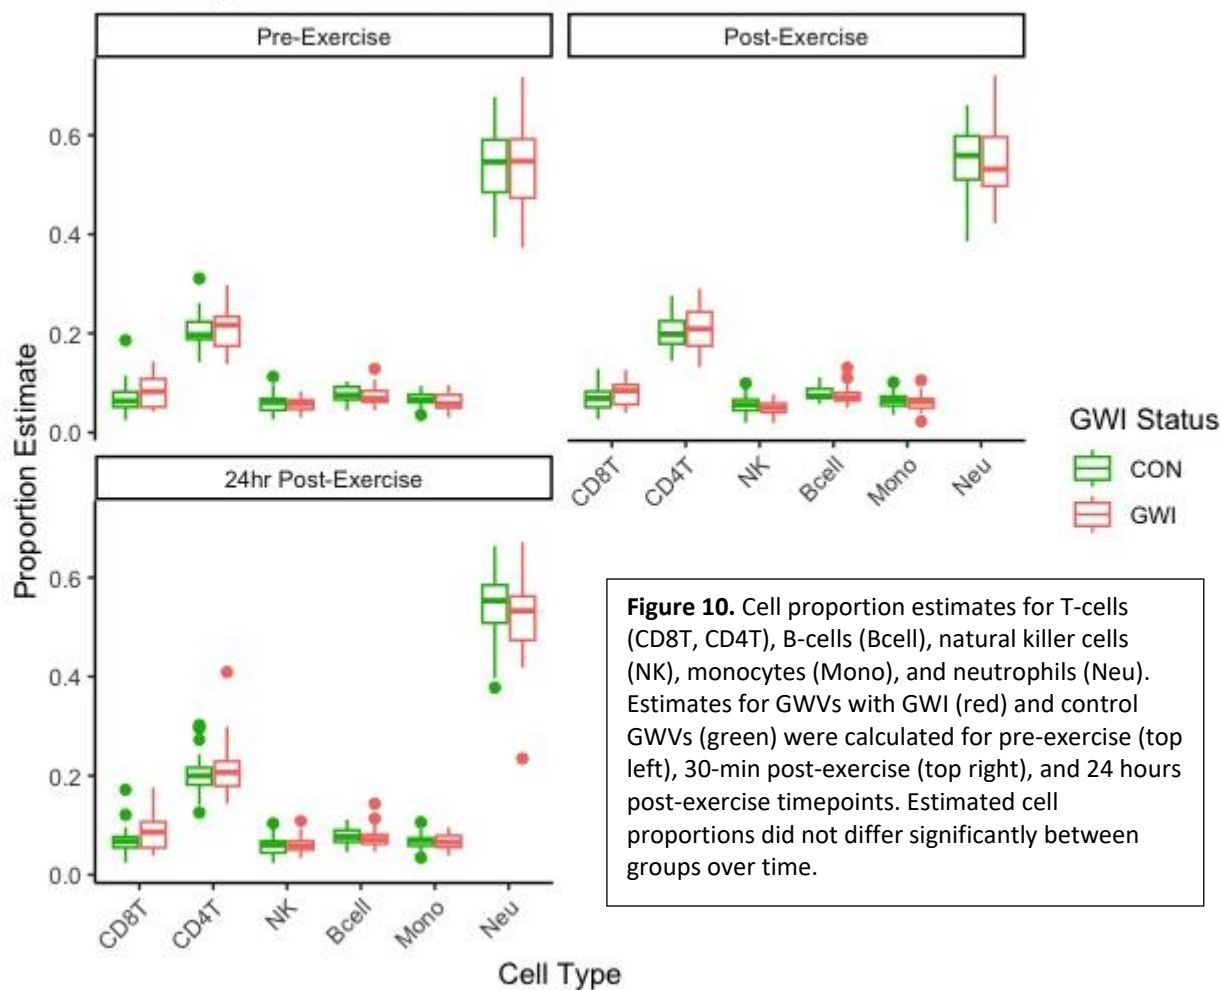 Pre-Exercise
Post-Exercise
0.6
0.4
0.2
0.0
CD8T
CD4T
NK
Bcell
Mono
Neu
24hr Post-Exercise
0.6
0.4
0.2
0.0
CD8T
CD4T
NK
Bcell
Mono
Neu
Proportion Estimate
Cell Type
GWI Status
CON
GWI
Figure 10. Cell proportion estimates for T-cells
(CD8T, CD4T), B-cells (Bcell), natural killer cells
(NK), monocytes (Mono), and neutrophils (Neu).
Estimates for GWVs with GWI (red) and control
GWVs (green) were calculated for pre-exercise (top
left), 30-min post-exercise (top right), and 24 hours
post-exercise timepoints. Estimated cell
proportions did not differ significantly between
groups over time.